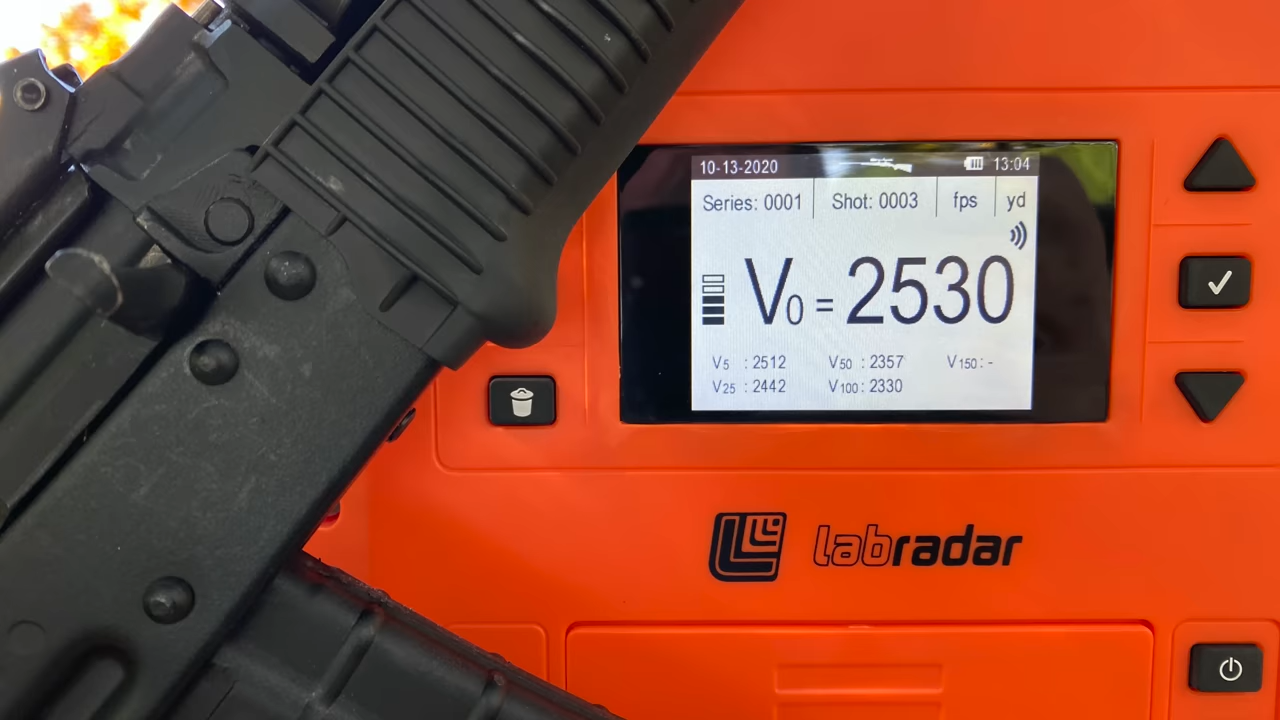 10-13-2020 13:04
Series: 0001 Shot: 0003 fps yd
V0 = 2530
V5 : 2512 V50 : 2357 V150 : -
V25 : 2442 V100 : 2330
labradar